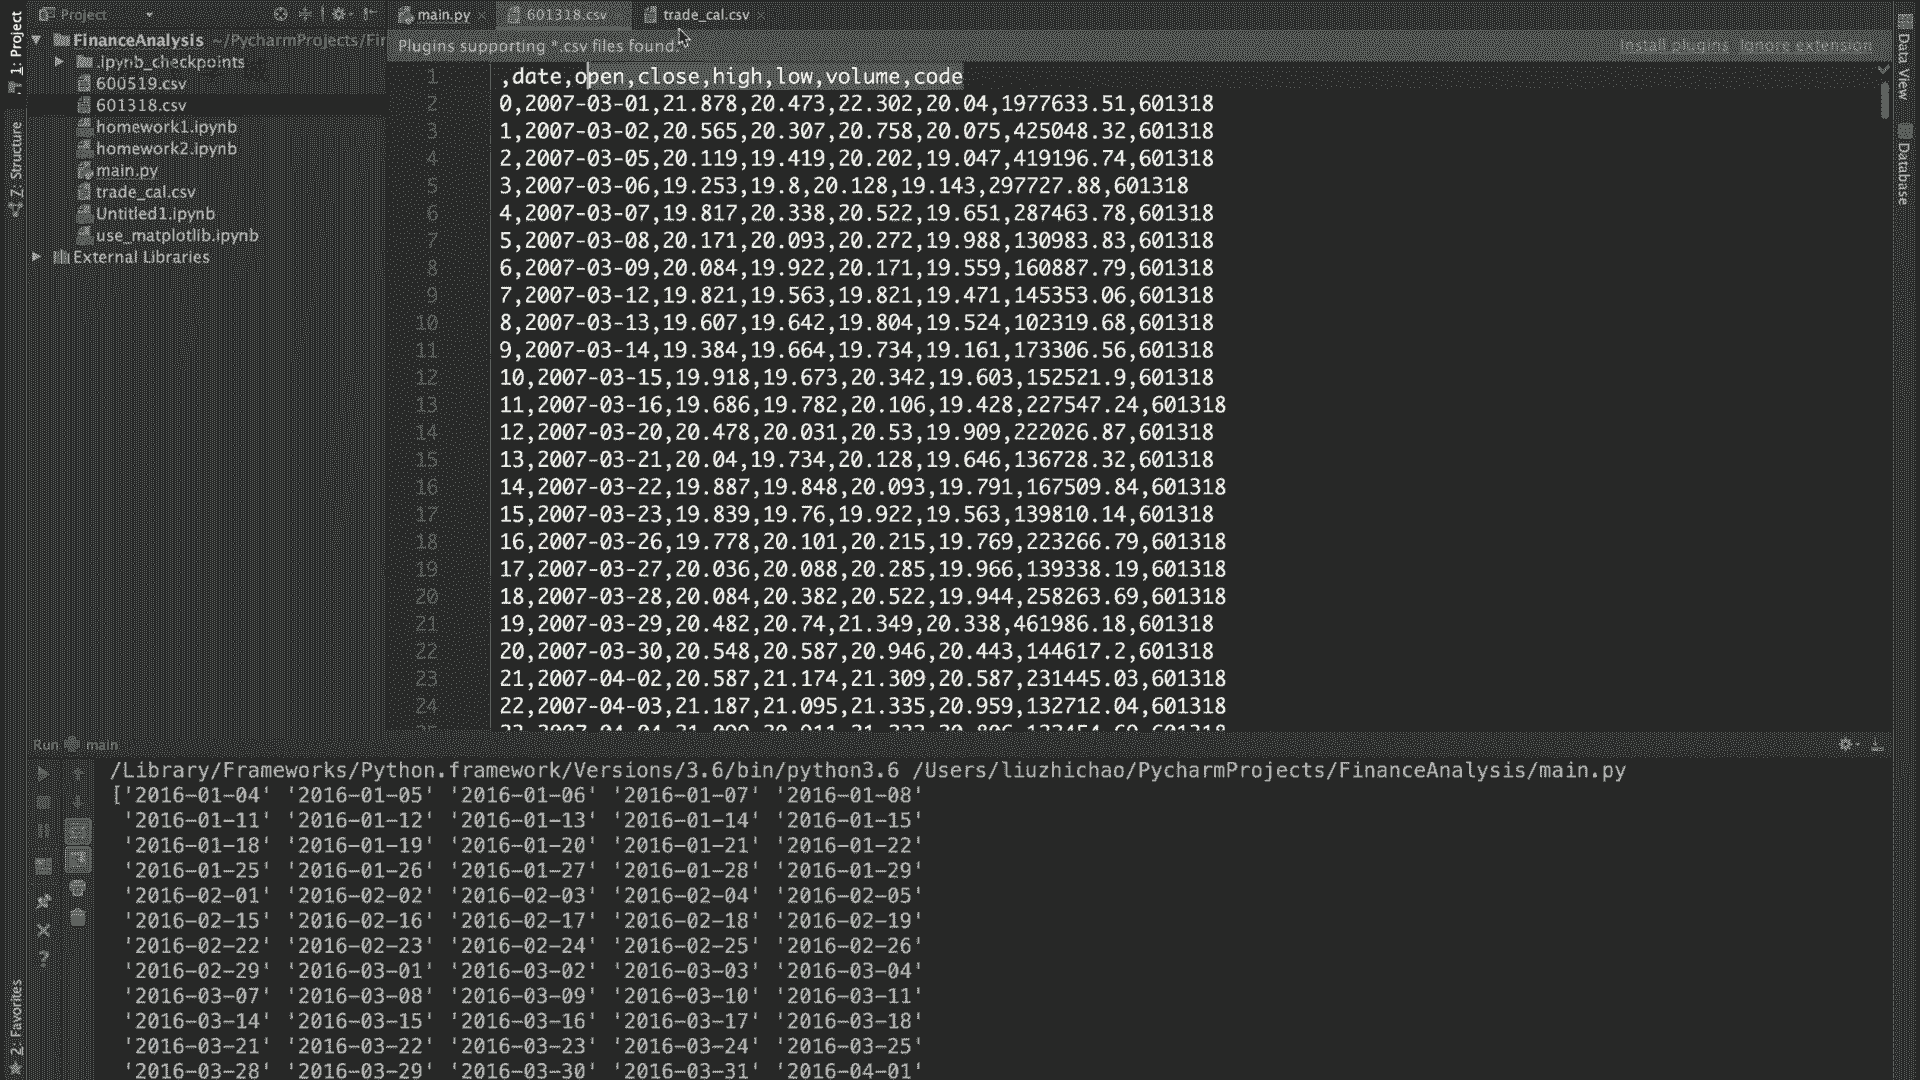 Project
main.py
601318.csv
trade_cal.csv
1: Project
FinanceAnalysis ~/PycharmProjects/Fi
Plugins supporting *.csv files found.
Install plugins Ignore extension
.ipynb_checkpoints
600519.csv
601318.csv
homework1.ipynb
homework2.ipynb
main.py
trade_cal.csv
Untitled1.ipynb
use_matplotlib.ipynb
External Libraries
Z: Structure
2: Favorites
Data View
Database
1 ,date,open,close,high,low,volume,code
2 0,2007-03-01,21.878,20.473,22.302,20.04,1977633.51,601318
3 1,2007-03-02,20.565,20.307,20.758,20.075,425048.32,601318
4 2,2007-03-05,20.119,19.419,20.202,19.047,419196.74,601318
5 3,2007-03-06,19.253,19.8,20.128,19.143,297727.88,601318
6 4,2007-03-07,19.817,20.338,20.522,19.651,287463.78,601318
7 5,2007-03-08,20.171,20.093,20.272,19.988,130983.83,601318
8 6,2007-03-09,20.084,19.922,20.171,19.559,160887.79,601318
9 7,2007-03-12,19.821,19.563,19.821,19.471,145353.06,601318
10 8,2007-03-13,19.607,19.642,19.804,19.524,102319.68,601318
11 9,2007-03-14,19.384,19.664,19.734,19.161,173306.56,601318
12 10,2007-03-15,19.918,19.673,20.342,19.603,152521.9,601318
13 11,2007-03-16,19.686,19.782,20.106,19.428,227547.24,601318
14 12,2007-03-20,20.478,20.031,20.53,19.909,222026.87,601318
15 13,2007-03-21,20.04,19.734,20.128,19.646,136728.32,601318
16 14,2007-03-22,19.887,19.848,20.093,19.791,167509.84,601318
17 15,2007-03-23,19.839,19.76,19.922,19.563,139810.14,601318
18 16,2007-03-26,19.778,20.101,20.215,19.769,223266.79,601318
19 17,2007-03-27,20.036,20.088,20.285,19.966,139338.19,601318
20 18,2007-03-28,20.084,20.382,20.522,19.944,258263.69,601318
21 19,2007-03-29,20.482,20.74,21.349,20.338,461986.18,601318
22 20,2007-03-30,20.548,20.587,20.946,20.443,144617.2,601318
23 21,2007-04-02,20.587,21.174,21.309,20.587,231445.03,601318
24 22,2007-04-03,21.187,21.095,21.335,20.959,132712.04,601318
Run main
/Library/Frameworks/Python.framework/Versions/3.6/bin/python3.6 /Users/liuzhichao/PycharmProjects/FinanceAnalysis/main.py
['2016-01-04' '2016-01-05' '2016-01-06' '2016-01-07' '2016-01-08'
'2016-01-11' '2016-01-12' '2016-01-13' '2016-01-14' '2016-01-15'
'2016-01-18' '2016-01-19' '2016-01-20' '2016-01-21' '2016-01-22'
'2016-01-25' '2016-01-26' '2016-01-27' '2016-01-28' '2016-01-29'
'2016-02-01' '2016-02-02' '2016-02-03' '2016-02-04' '2016-02-05'
'2016-02-15' '2016-02-16' '2016-02-17' '2016-02-18' '2016-02-19'
'2016-02-22' '2016-02-23' '2016-02-24' '2016-02-25' '2016-02-26'
'2016-02-29' '2016-03-01' '2016-03-02' '2016-03-03' '2016-03-04'
'2016-03-07' '2016-03-08' '2016-03-09' '2016-03-10' '2016-03-11'
'2016-03-14' '2016-03-15' '2016-03-16' '2016-03-17' '2016-03-18'
'2016-03-21' '2016-03-22' '2016-03-23' '2016-03-24' '2016-03-25'
'2016-03-28' '2016-03-29' '2016-03-30' '2016-03-31' '2016-04-01'